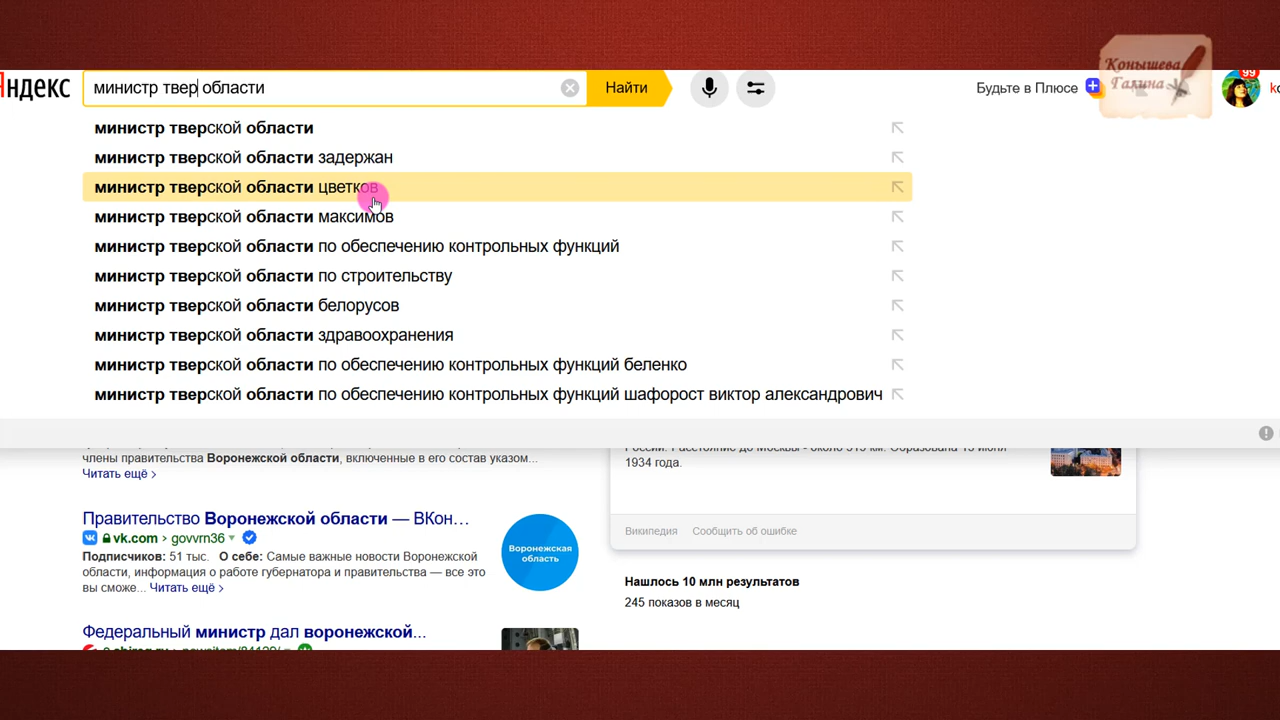 Яндекс
министр твер области
Найти
Будьте в Плюсе
99
Конышева
Галина
министр тверской области
министр тверской области задержан
министр тверской области цветков
министр тверской области максимов
министр тверской области по обеспечению контрольных функций
министр тверской области по строительству
министр тверской области белорусов
министр тверской области здравоохранения
министр тверской области по обеспечению контрольных функций беленко
министр тверской области по обеспечению контрольных функций шафорост виктор александрович
члены правительства Воронежской области, включенные в его состав указом...
Читать ещё >
Правительство Воронежской области — ВКон...
vk.com > govvrn36
Подписчиков: 51 тыс. О себе: Самые важные новости Воронежской
области, информация о работе губернатора и правительства — все это
вы сможе... Читать ещё >
Воронежская
область
Федеральный министр дал воронежской...
1934 года.
Википедия Сообщить об ошибке
Нашлось 10 млн результатов
245 показов в месяц